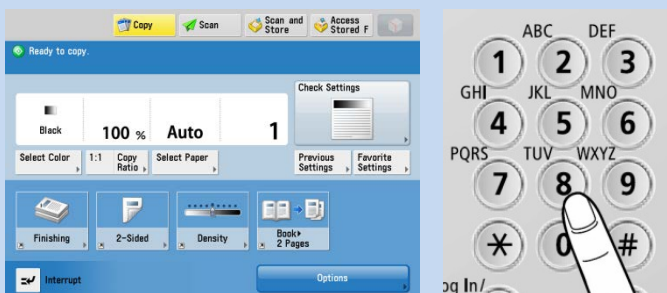 Copy
Scan
Scan and
Store
Access
Stored F
Ready to copy.
Check Settings
Black
100 %
Auto
1
Select Color
1:1
Copy
Ratio
Select Paper
Previous
Settings
Favorite
Settings
Finishing
2-Sided
Density
Book
2 Pages
Interrupt
Options
ABC DEF
1 2 3
GHI JKL MNO
4 5 6
PQRS TUV WXYZ
7 8 9
* 0 #
og In/